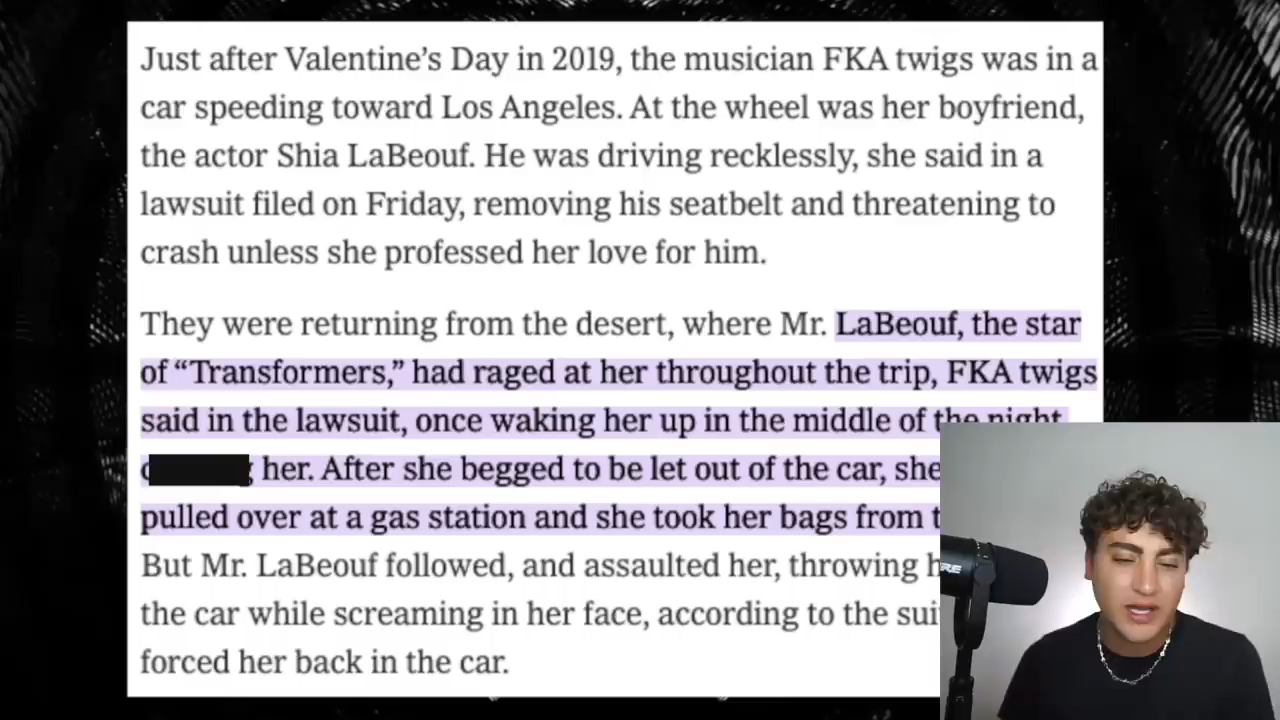 Just after Valentine’s Day in 2019, the musician FKA twigs was in a
car speeding toward Los Angeles. At the wheel was her boyfriend,
the actor Shia LaBeouf. He was driving recklessly, she said in a
lawsuit filed on Friday, removing his seatbelt and threatening to
crash unless she professed her love for him.
They were returning from the desert, where Mr. LaBeouf, the star
of “Transformers,” had raged at her throughout the trip, FKA twigs
said in the lawsuit, once waking her up in the middle of the night
her. After she begged to be let out of the car, she
pulled over at a gas station and she took her bags from
But Mr. LaBeouf followed, and assaulted her, throwing
the car while screaming in her face, according to the
forced her back in the car.